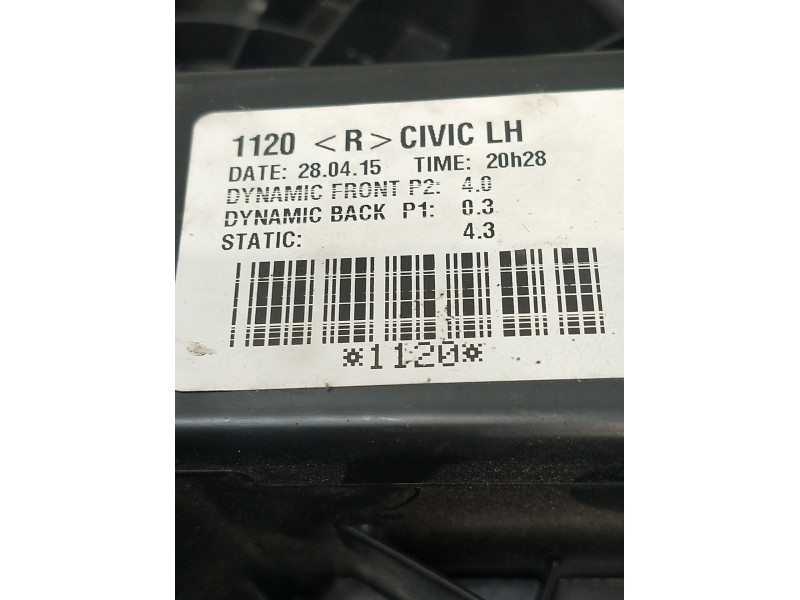 1120 <R> CIVIC LH
DATE: 28.04.15 TIME: 20h28
DYNAMIC FRONT P2: 4.0
DYNAMIC BACK P1: 0.3
STATIC: 4.3
*1120*